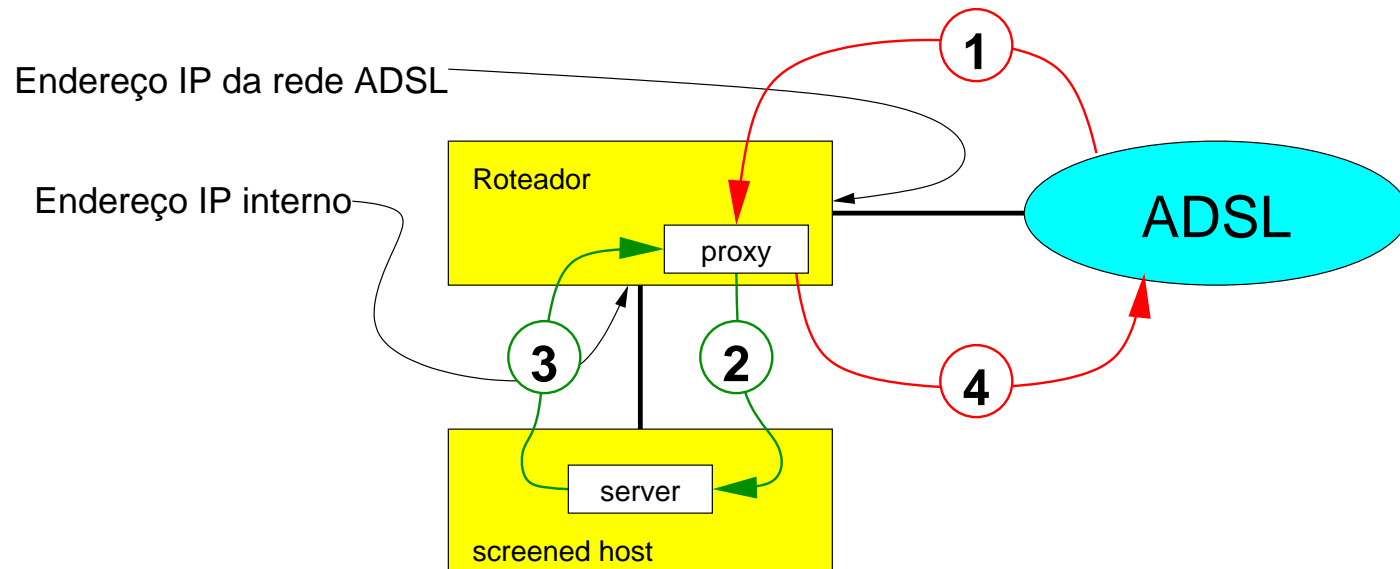 1
Endereço IP da rede ADSL
Roteador
Endereço IP interno
ADSL
proxy
3
2
4
server
screened host